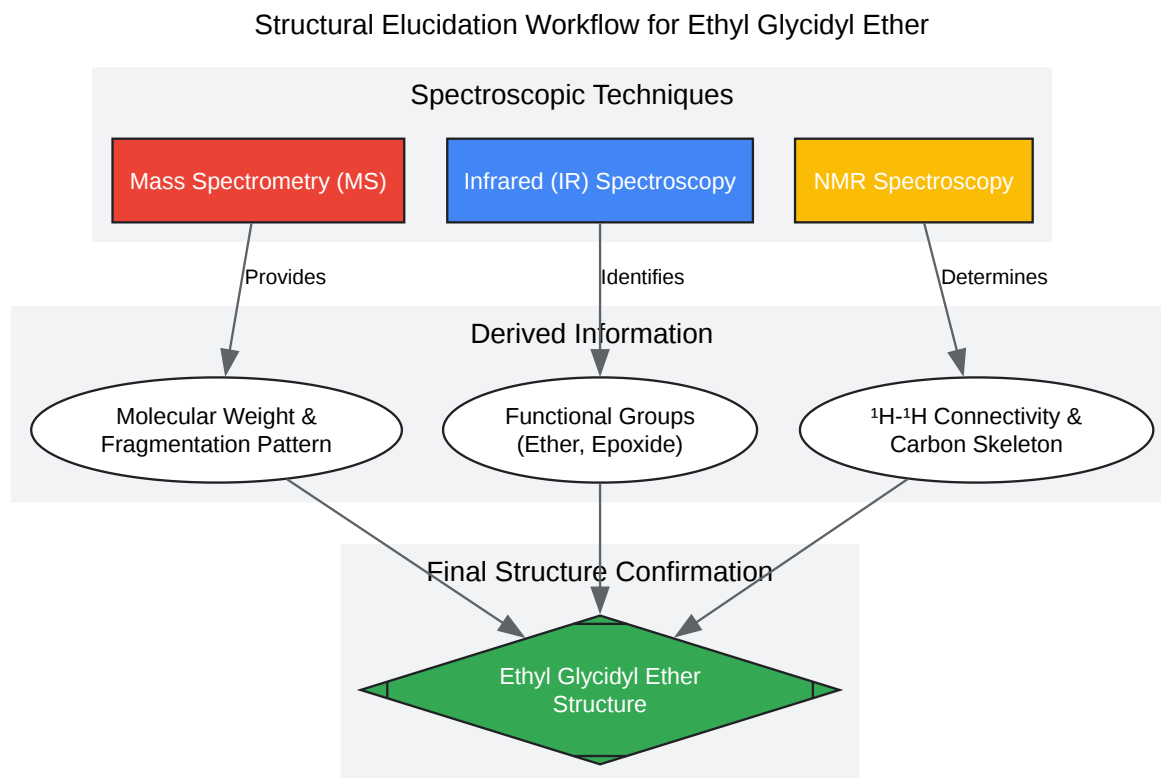 Structural Elucidation Workflow for Ethyl Glycidyl Ether
Spectroscopic Techniques
Mass Spectrometry (MS)
Infrared (IR) Spectroscopy
NMR Spectroscopy
Provides
Identifies
Determines
Derived Information
Molecular Weight &
Fragmentation Pattern
Functional Groups
(Ether, Epoxide)
¹H-¹H Connectivity &
Carbon Skeleton
Final Structure Confirmation
Ethyl Glycidyl Ether
Structure